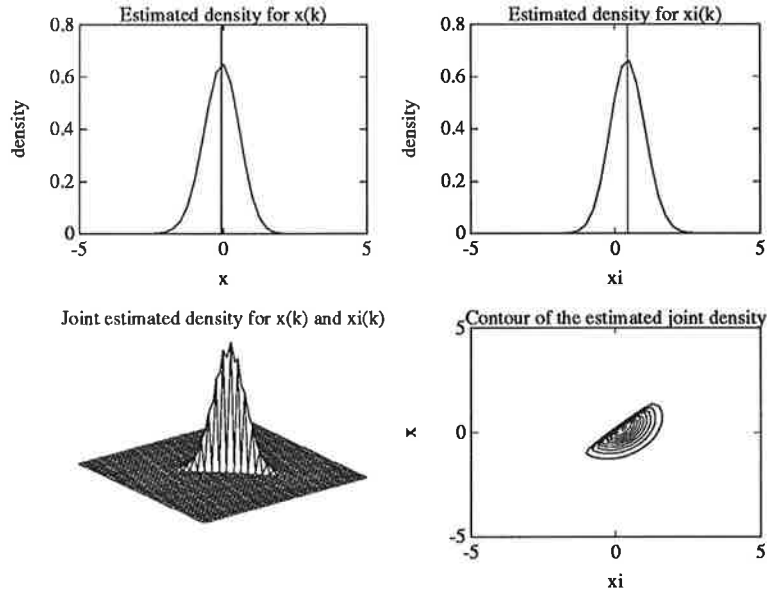 Estimated density for x(k)
0.8
0.6
0.4
0.2
0
density
-5
0
5
x
Estimated density for xi(k)
0.8
0.6
0.4
0.2
0
density
-5
0
5
xi
Joint estimated density for x(k) and xi(k)
Contour of the estimated joint density
5
0
-5
x
-5
0
5
xi